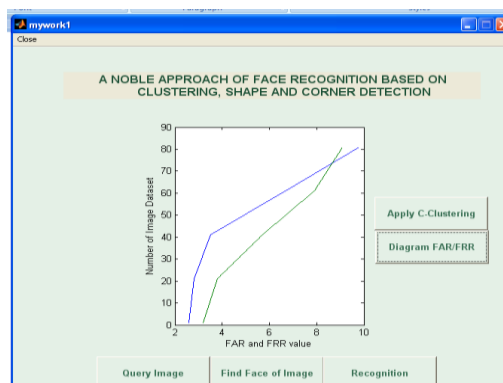 mywork1
Close
A NOBLE APPROACH OF FACE RECOGNITION BASED ON
CLUSTERING, SHAPE AND CORNER DETECTION
90
80
70
60
50
40
30
20
10
0
Number of Image Dataset
2 4 6 8 10
FAR and FRR value
Apply C-Clustering
Diagram FAR/FRR
Query Image Find Face of Image Recognition